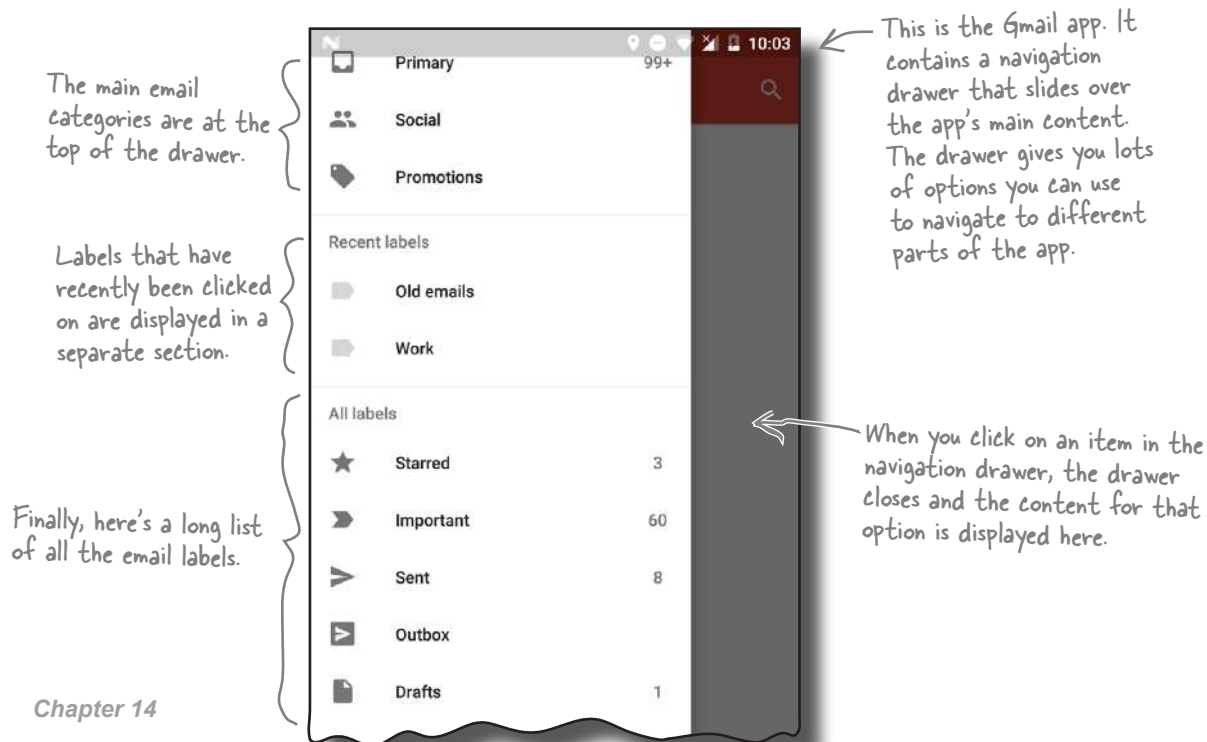 The main email
categories are at the
top of the drawer.
Labels that have
recently been clicked
on are displayed in a
separate section.
Finally, here's a long list
of all the email labels.
Chapter 14
10:03
Primary 99+
Social
Promotions
Recent labels
Old emails
Work
All labels
Starred 3
Important 60
Sent 8
Outbox
Drafts 1
This is the Gmail app. It
contains a navigation
drawer that slides over
the app's main content.
The drawer gives you lots
of options you can use
to navigate to different
parts of the app.
When you click on an item in the
navigation drawer, the drawer
closes and the content for that
option is displayed here.